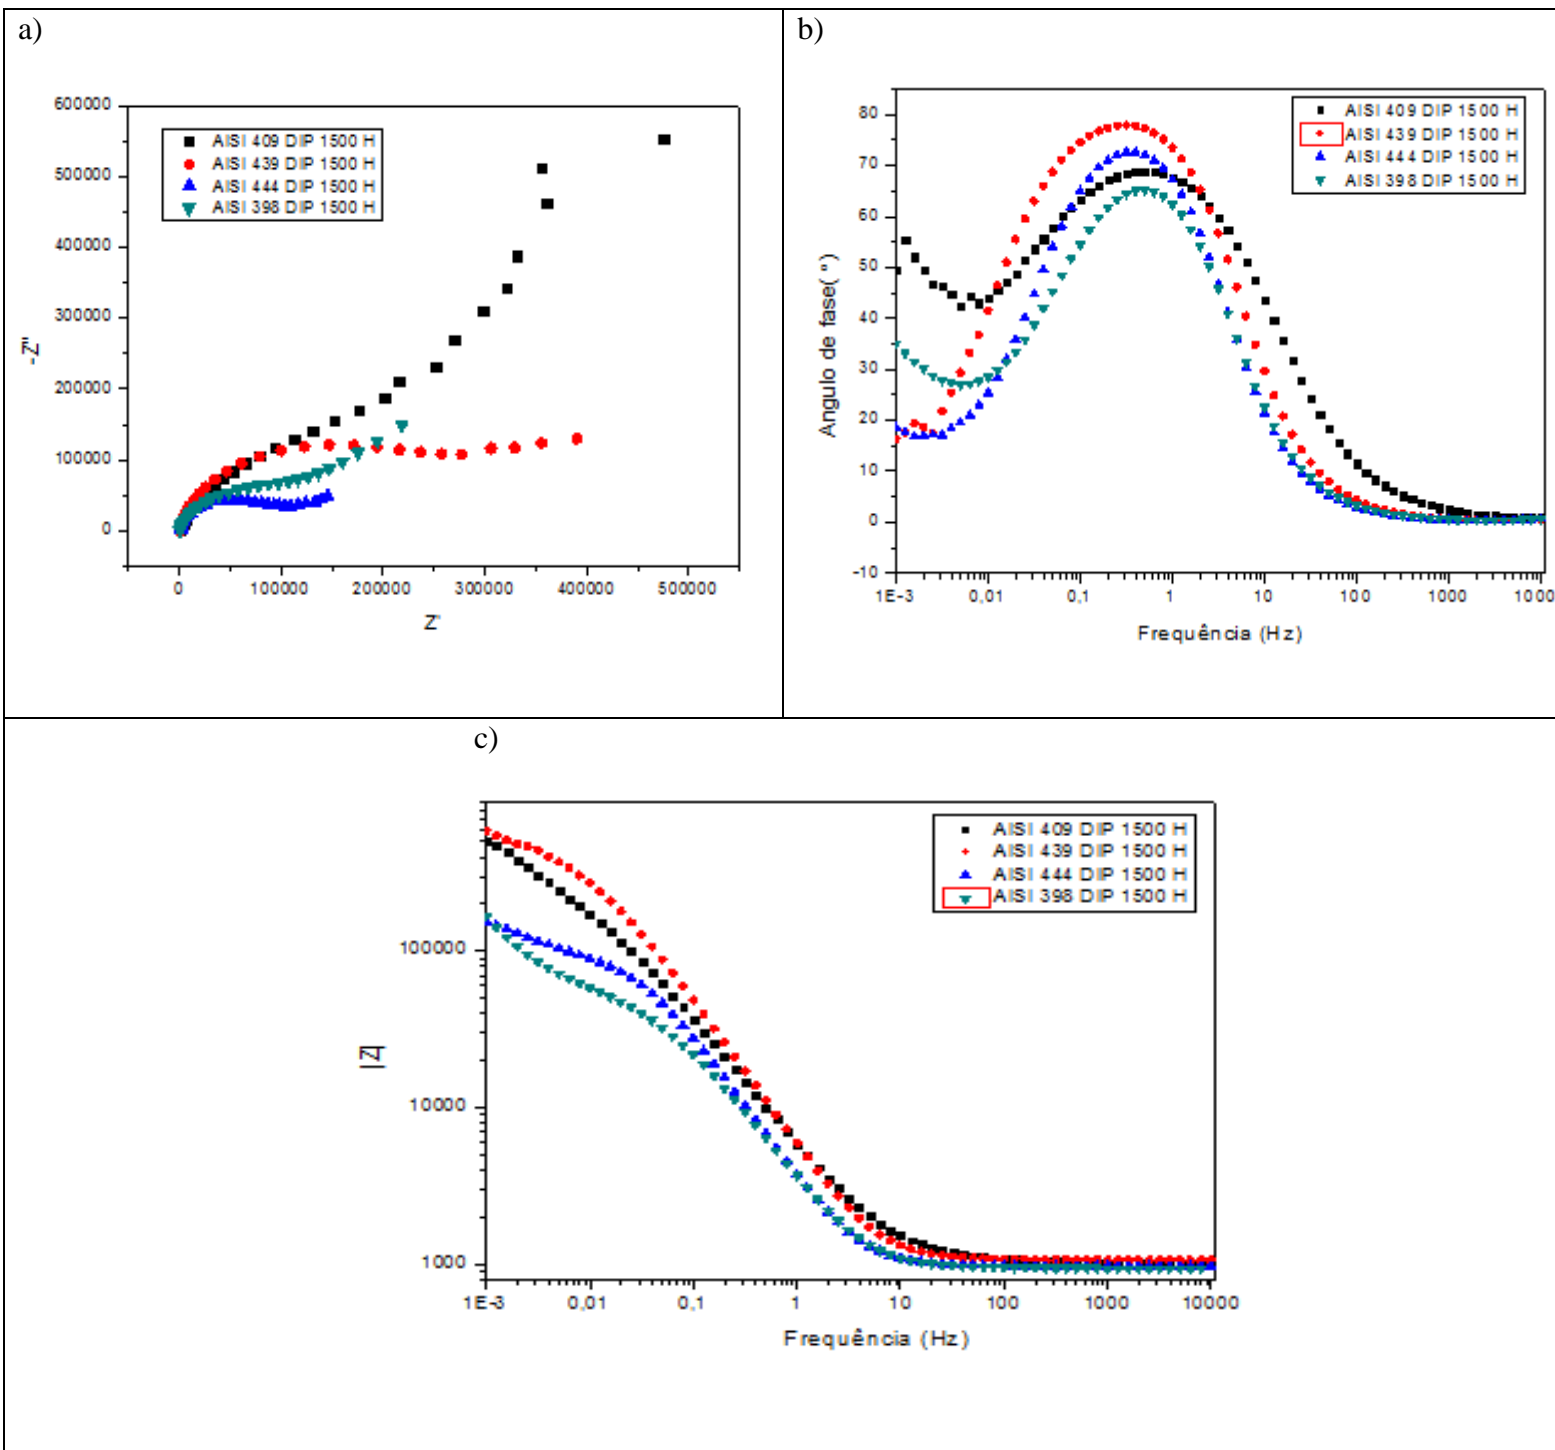 a)
600000
500000
400000
300000
200000
100000
0
-Z"
AISI 409 DIP 1500 H
AISI 439 DIP 1500 H
AISI 444 DIP 1500 H
AISI 398 DIP 1500 H
0 100000 200000 300000 400000 500000
Z'
b)
80
70
60
50
40
30
20
10
0
-10
Angulo de fase(º)
AISI 409 DIP 1500 H
AISI 439 DIP 1500 H
AISI 444 DIP 1500 H
AISI 398 DIP 1500 H
1E-3 0,01 0,1 1 10 100 1000 1000
Frequência (Hz)
c)
100000
10000
1000
|Z|
AISI 409 DIP 1500 H
AISI 439 DIP 1500 H
AISI 444 DIP 1500 H
AISI 398 DIP 1500 H
1E-3 0,01 0,1 1 10 100 1000 10000
Frequência (Hz)